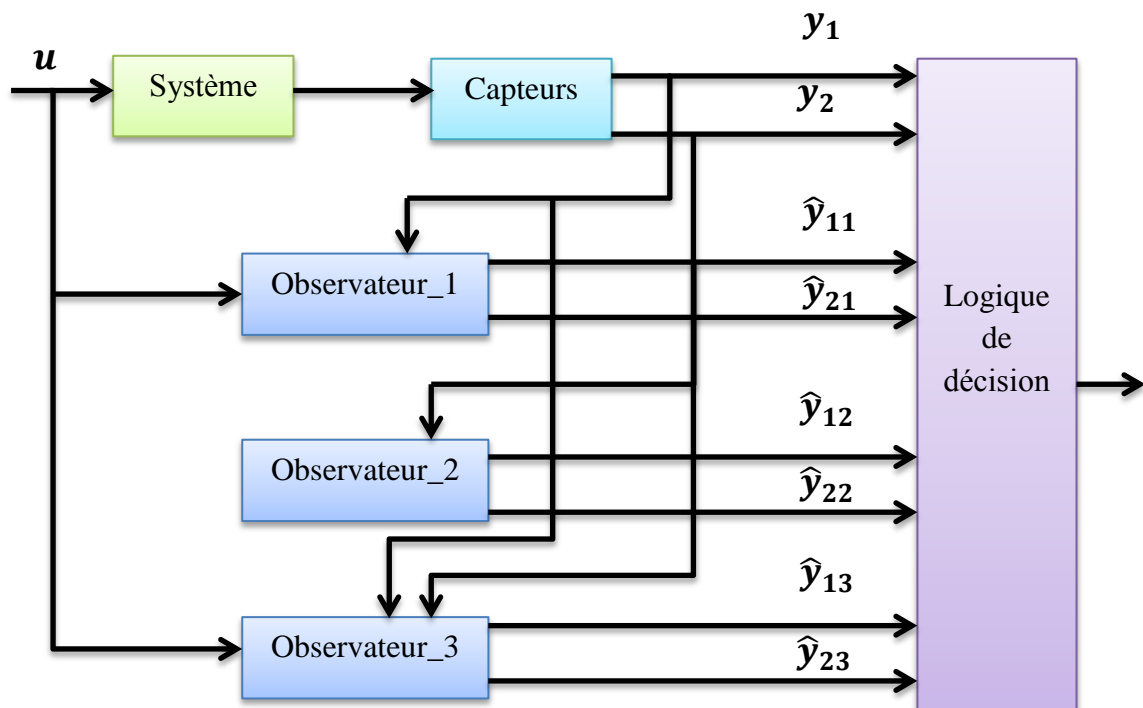 u
Système
Capteurs
y₁
y₂
ŷ₁₁
Observateur_1
ŷ₂₁
Logique
de
décision
ŷ₁₂
Observateur_2
ŷ₂₂
ŷ₁₃
Observateur_3
ŷ₂₃